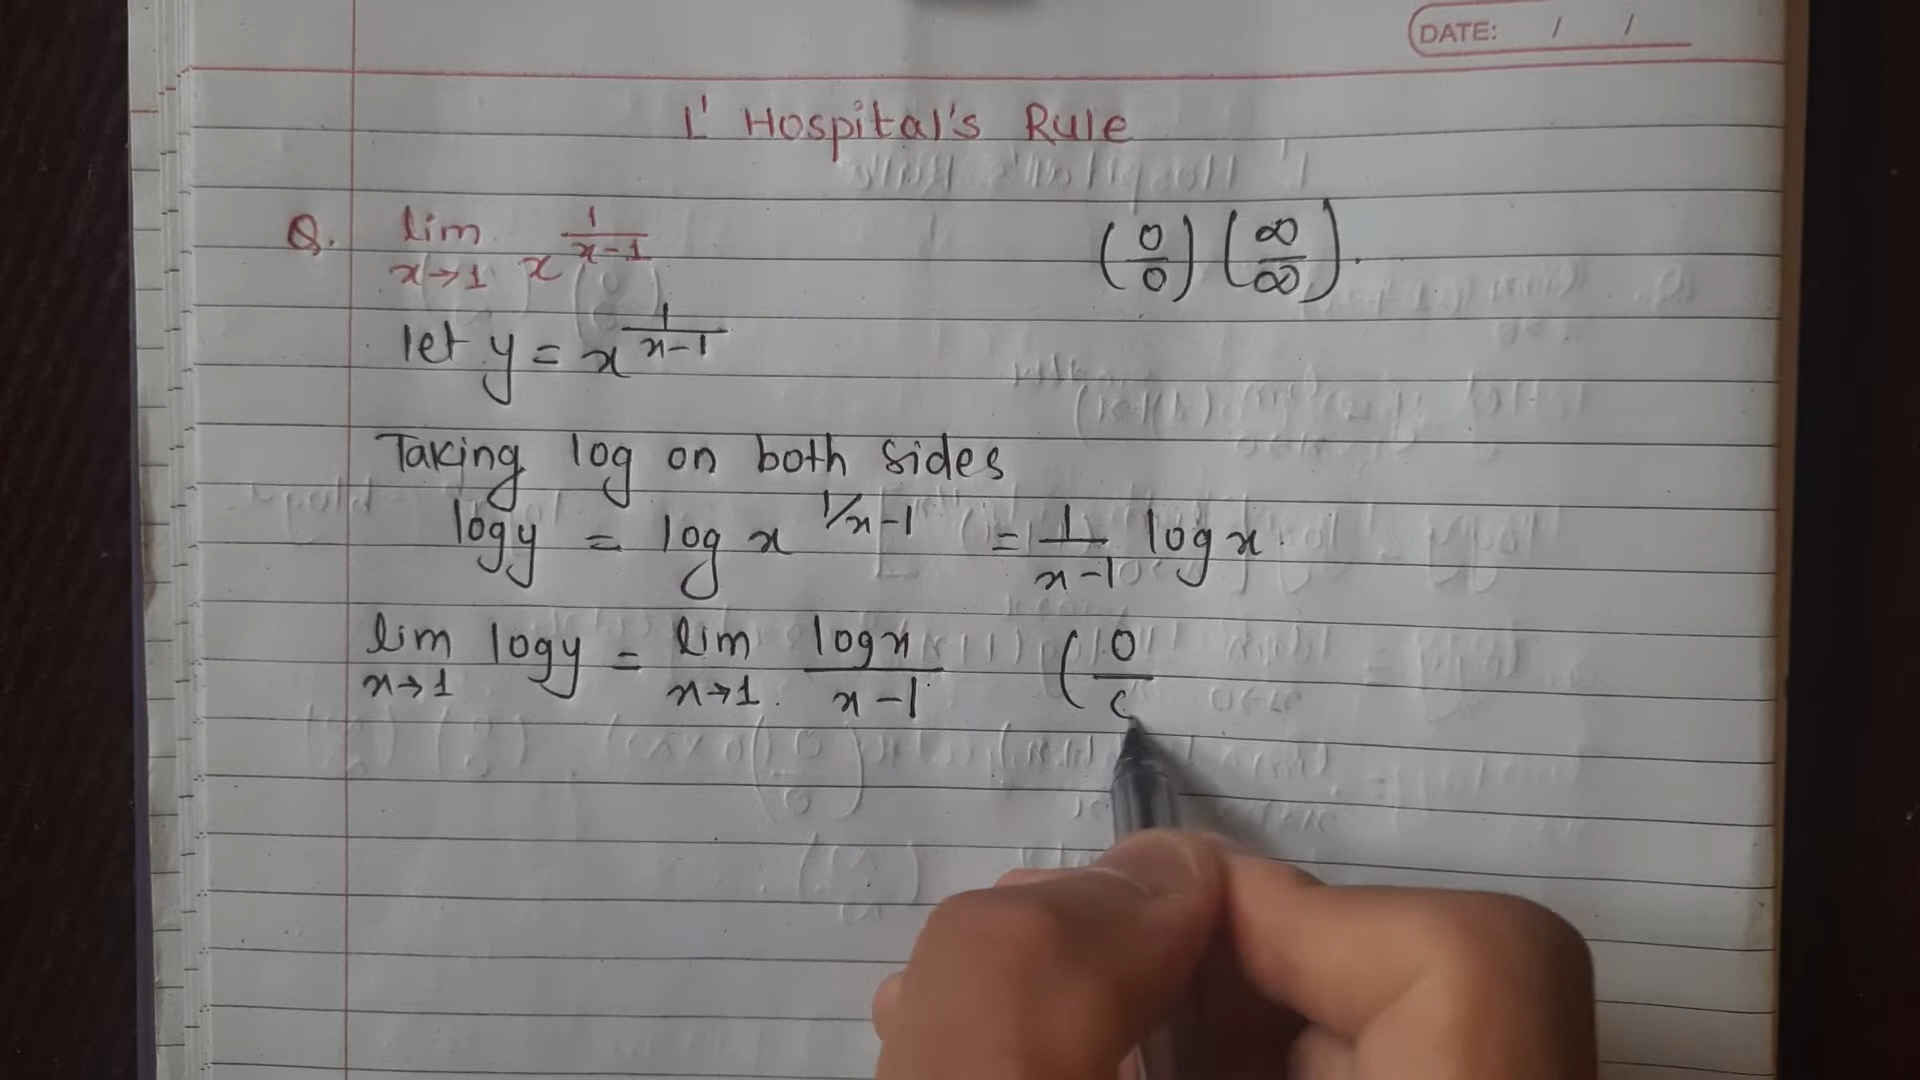 DATE: / /
L' Hospital's Rule
Q. lim x→1 x^(1/(x-1)) (0/0) (∞/∞).
let y = x^(1/(x-1))
Taking log on both sides
log y = log x^(1/x-1) = 1/(x-1) log x.
lim x→1 log y = lim x→1. log x/(x-1) (0/